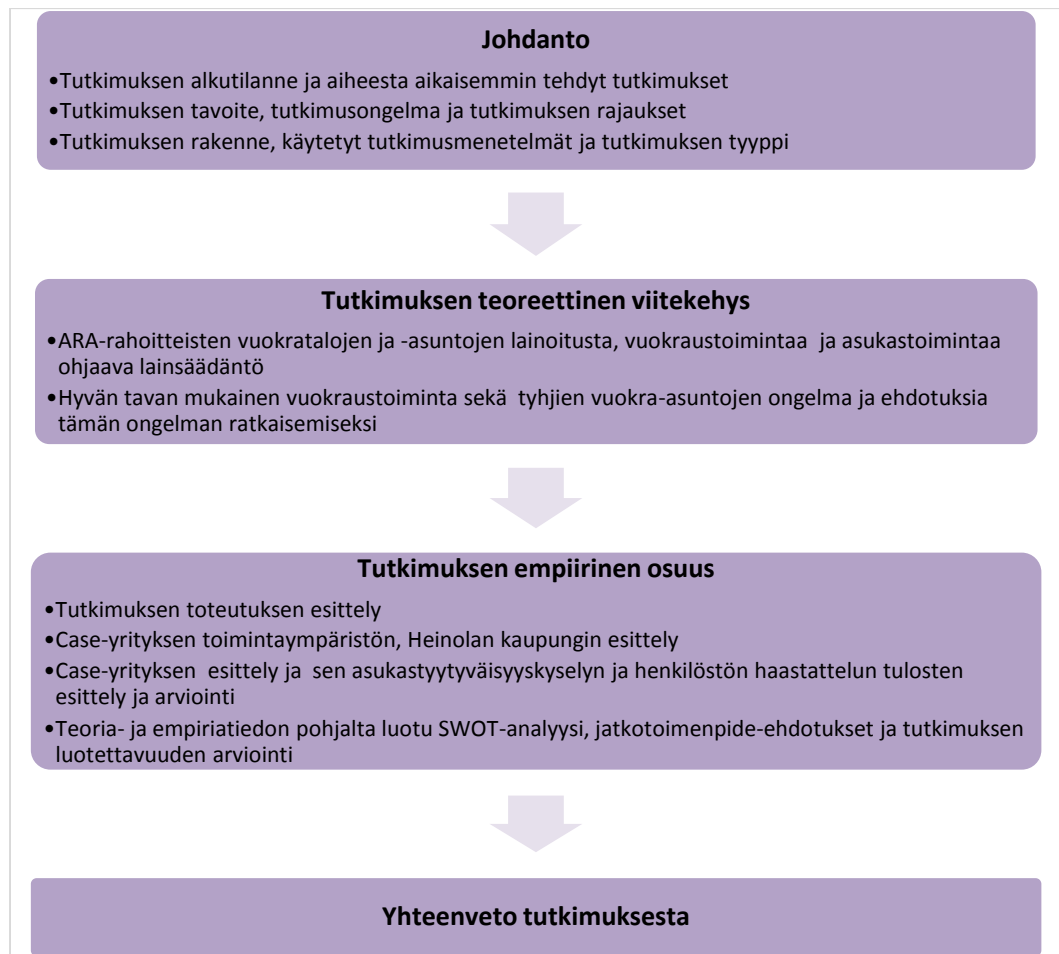 Johdanto
•Tutkimuksen alkutilanne ja aiheesta aikaisemmin tehdyt tutkimukset
•Tutkimuksen tavoite, tutkimusongelma ja tutkimuksen rajaukset
•Tutkimuksen rakenne, käytetyt tutkimusmenetelmät ja tutkimuksen tyyppi
Tutkimuksen teoreettinen viitekehys
•ARA-rahoitteisten vuokratalojen ja -asuntojen lainoitusta, vuokraustoimintaa ja asukastoimintaa
ohjaava lainsäädäntö
•Hyvän tavan mukainen vuokraustoiminta sekä tyhjien vuokra-asuntojen ongelma ja ehdotuksia
tämän ongelman ratkaisemiseksi
Tutkimuksen empiirinen osuus
•Tutkimuksen toteutuksen esittely
•Case-yrityksen toimintaympäristön, Heinolan kaupungin esittely
•Case-yrityksen esittely ja sen asukastyytyväisyyskyselyn ja henkilöstön haastattelun tulosten
esittely ja arviointi
•Teoria- ja empiriatiedon pohjalta luotu SWOT-analyysi, jatkotoimenpide-ehdotukset ja tutkimuksen
luotettavuuden arviointi
Yhteenveto tutkimuksesta